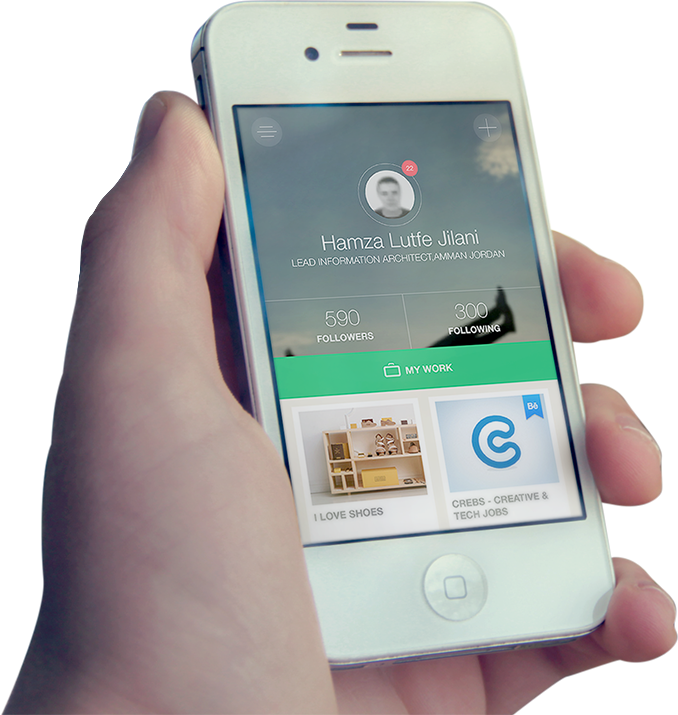 22
Hamza Lutfe Jilani
LEAD INFORMATION ARCHITECT,AMMAN JORDAN
590
FOLLOWERS
300
FOLLOWING
MY WORK
Bē
I LOVE SHOES
CREBS - CREATIVE &
TECH JOBS